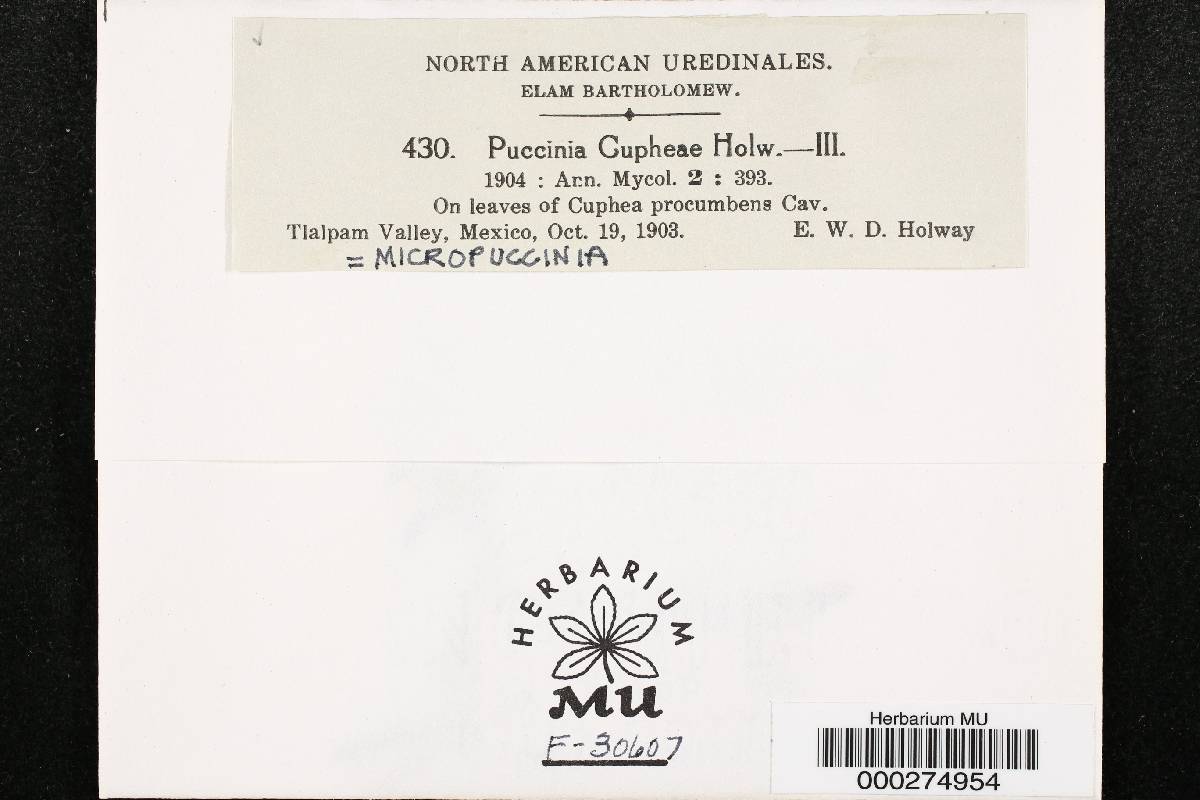 NORTH AMERICAN UREDINALES.
ELAM BARTHOLOMEW.
430. Puccinia Cupheae Holw.—III.
1904 : Ann. Mycol. 2 : 393.
On leaves of Cuphea procumbens Cav.
Tlalpam Valley, Mexico, Oct. 19, 1903. E. W. D. Holway
= MICROPUCCINIA
HERBARIUM
MU
F-30607
Herbarium MU
000274954